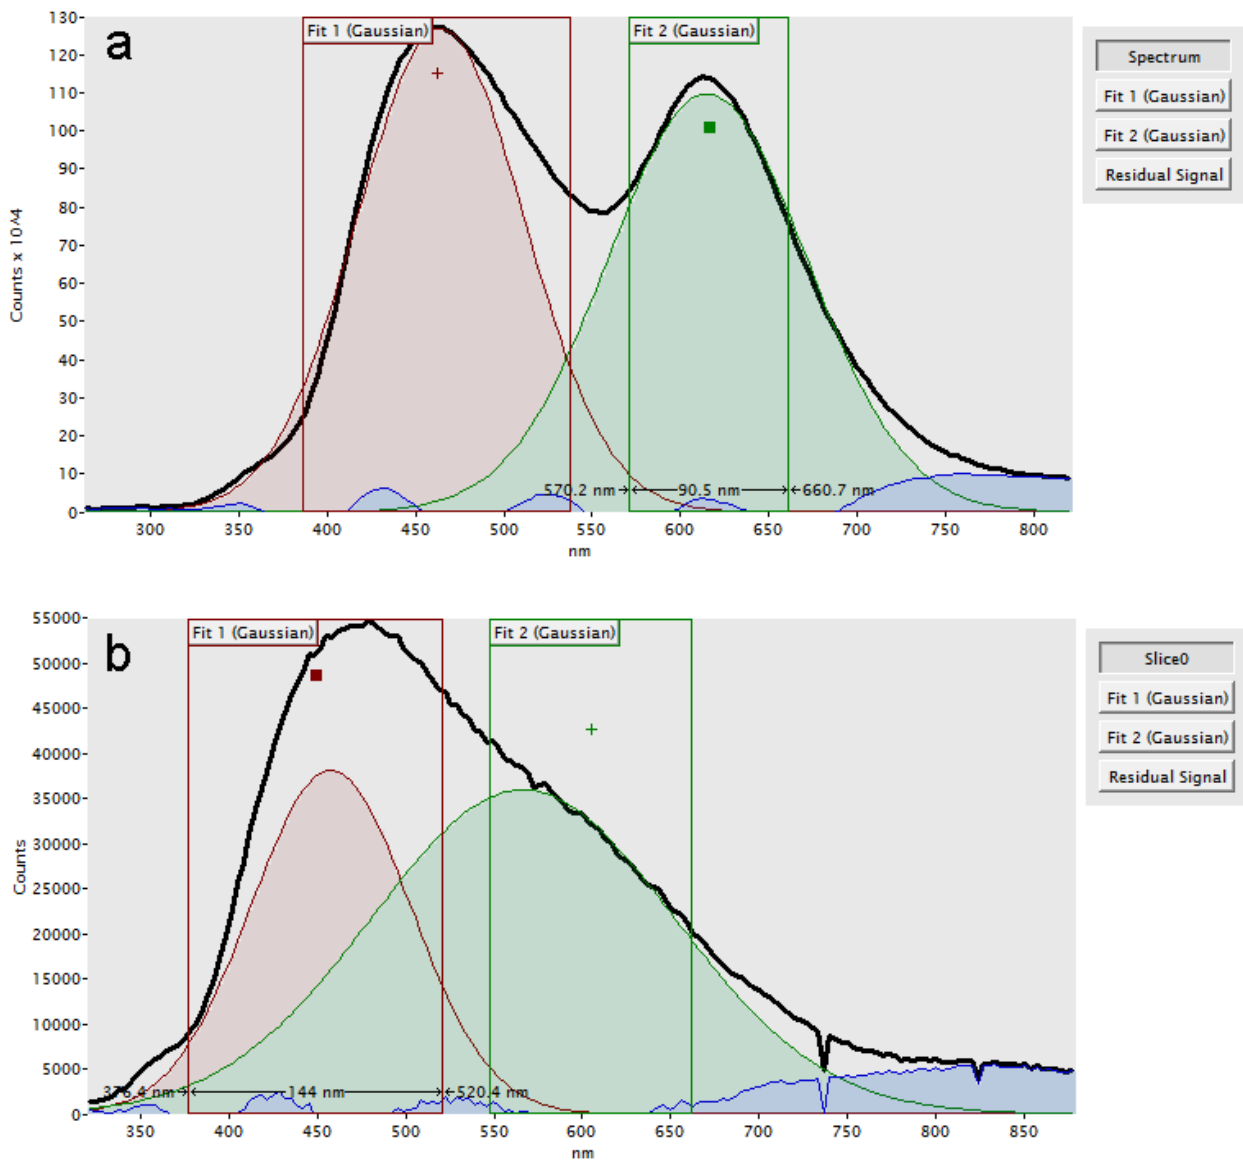 a
Fit 1 (Gaussian)
Fit 2 (Gaussian)
130
120
110
100
90
80
70
60
50
40
30
20
10
0
Counts x 10^4
570.2 nm
90.5 nm
660.7 nm
300 350 400 450 500 550 600 650 700 750 800
nm
Spectrum
Fit 1 (Gaussian)
Fit 2 (Gaussian)
Residual Signal
b
Fit 1 (Gaussian)
Fit 2 (Gaussian)
55000
50000
45000
40000
35000
30000
25000
20000
15000
10000
5000
0
Counts
376.4 nm
144 nm
520.4 nm
350 400 450 500 550 600 650 700 750 800 850
nm
Slice0
Fit 1 (Gaussian)
Fit 2 (Gaussian)
Residual Signal